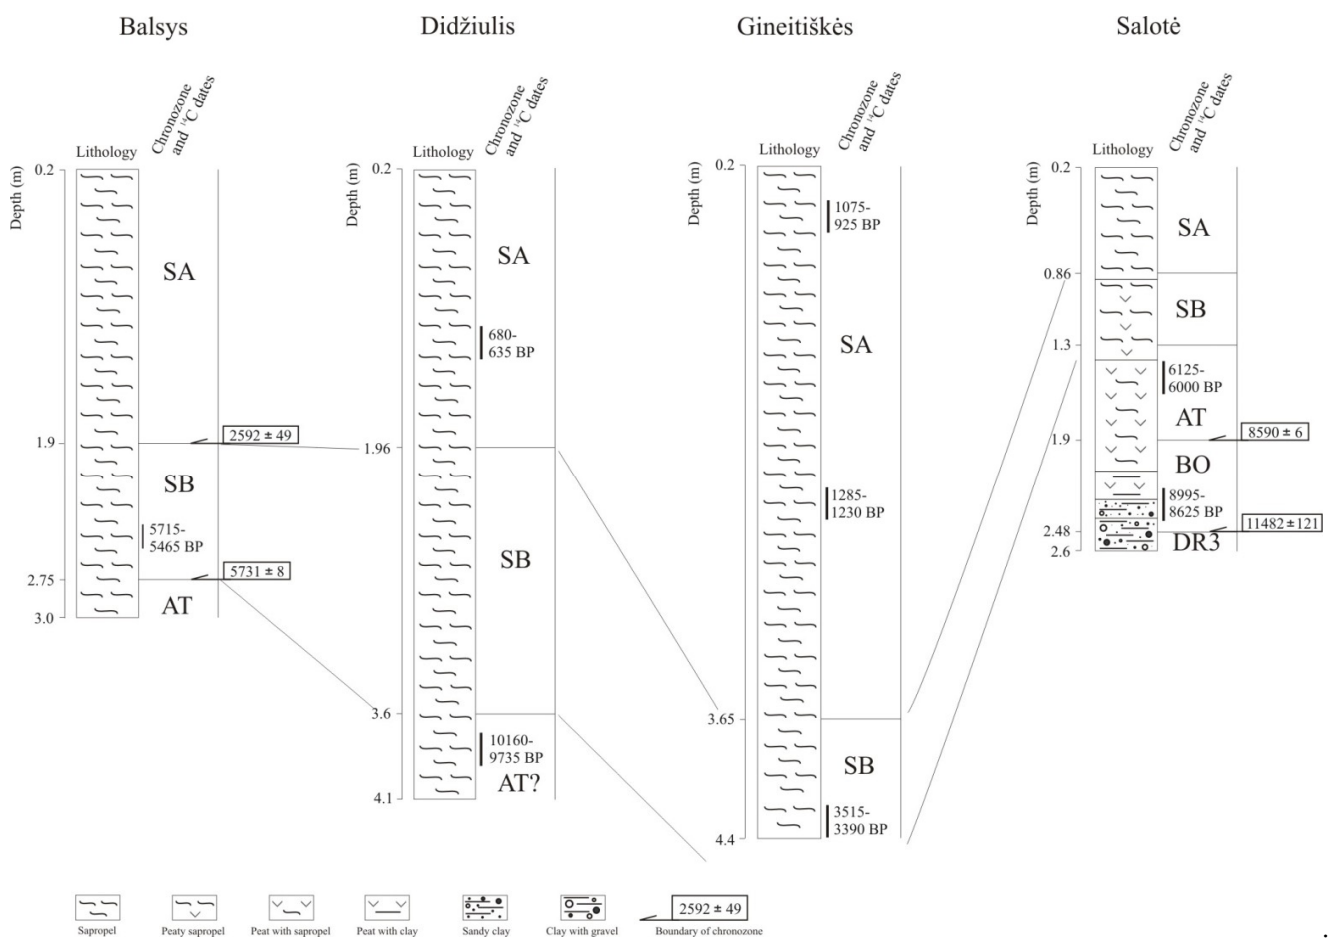 Balsys
Didžiulis
Gineitiškės
Salotė
Depth (m)
Lithology
Chronozone
and ¹⁴C dates
0.2
SA
1.9
2592 ± 49
SB
5715-
5465 BP
2.75
5731 ± 8
AT
3.0
Depth (m)
Lithology
Chronozone
and ¹⁴C dates
0.2
SA
680-
635 BP
1.96
SB
3.6
10160-
9735 BP
AT?
4.1
Depth (m)
Lithology
Chronozone
and ¹⁴C dates
0.2
1075-
925 BP
SA
1285-
1230 BP
3.65
SB
3515-
3390 BP
4.4
Depth (m)
Lithology
Chronozone
and ¹⁴C dates
0.2
SA
0.86
SB
1.3
6125-
6000 BP
AT
1.9
8590 ± 6
BO
8995-
8625 BP
2.48
11482 ± 121
DR3
2.6
2592 ± 49
Sapropel
Peaty sapropel
Peat with sapropel
Peat with clay
Sandy clay
Clay with gravel
Boundary of chronozone
.